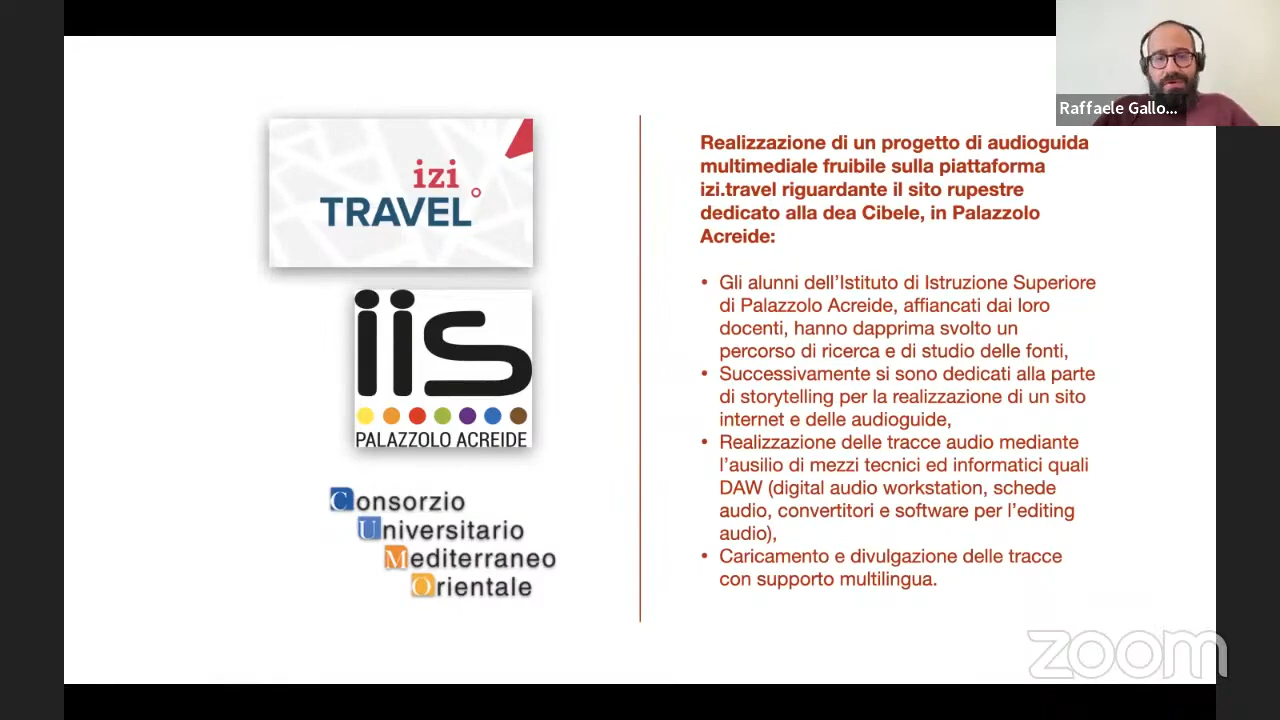 Raffaele Gallo...
izi
TRAVEL
iis
PALAZZOLO ACREIDE
Consorzio
Universitario
Mediterraneo
Orientale
Realizzazione di un progetto di audioguida
multimediale fruibile sulla piattaforma
izi.travel riguardante il sito rupestre
dedicato alla dea Cibele, in Palazzolo
Acreide:
• Gli alunni dell’Istituto di Istruzione Superiore
di Palazzolo Acreide, affiancati dai loro
docenti, hanno dapprima svolto un
percorso di ricerca e di studio delle fonti,
• Successivamente si sono dedicati alla parte
di storytelling per la realizzazione di un sito
internet e delle audioguide,
• Realizzazione delle tracce audio mediante
l’ausilio di mezzi tecnici ed informatici quali
DAW (digital audio workstation, schede
audio, convertitori e software per l’editing
audio),
• Caricamento e divulgazione delle tracce
con supporto multilingua.
zoom